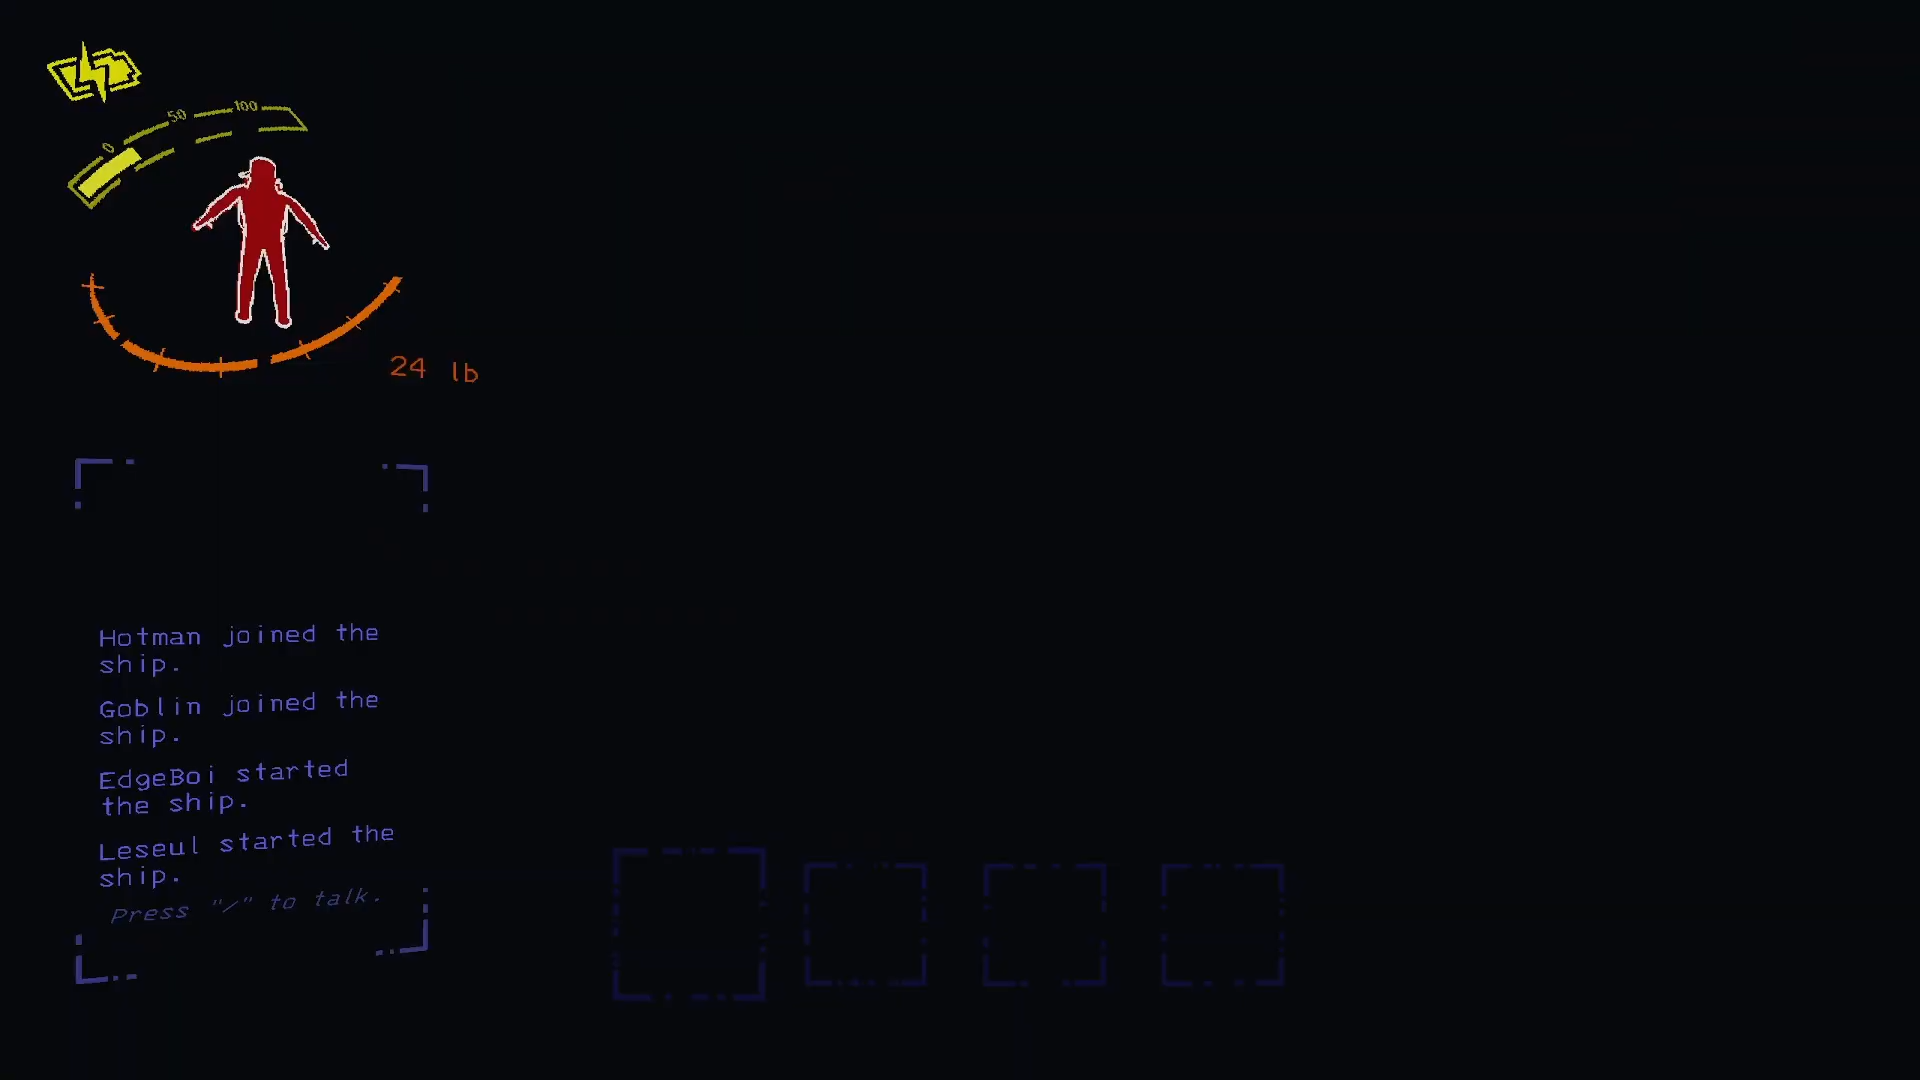 0 50 100
24 lb
Hotman joined the
ship.
Goblin joined the
ship.
EdgeBoi started
the ship.
Leseul started the
ship.
Press "/" to talk.